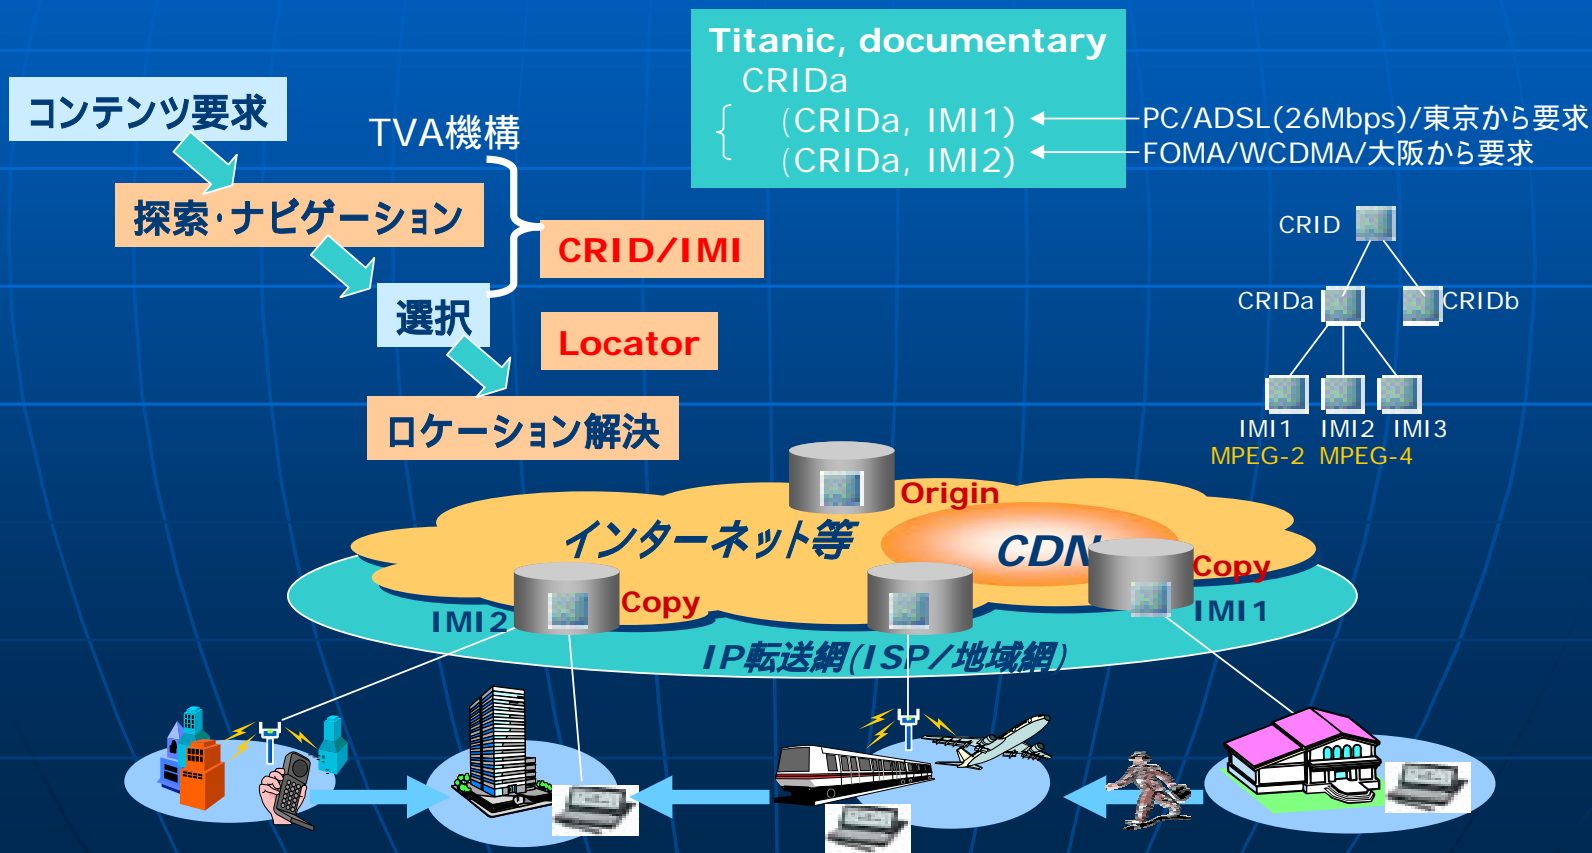 Titanic, documentary
CRIDa
(CRIDa, IMI1)
(CRIDa, IMI2)
PC/ADSL(26Mbps)/東京から要求
FOMA/WCDMA/大阪から要求
コンテンツ要求
TVA機構
探索・ナビゲーション
CRID/IMI
選択
Locator
ロケーション解決
CRID
CRIDa
CRIDb
IMI1 IMI2 IMI3
MPEG-2 MPEG-4
Origin
インターネット等
CDN
Copy
IMI1
Copy
IMI2
IP転送網(ISP/地域網)